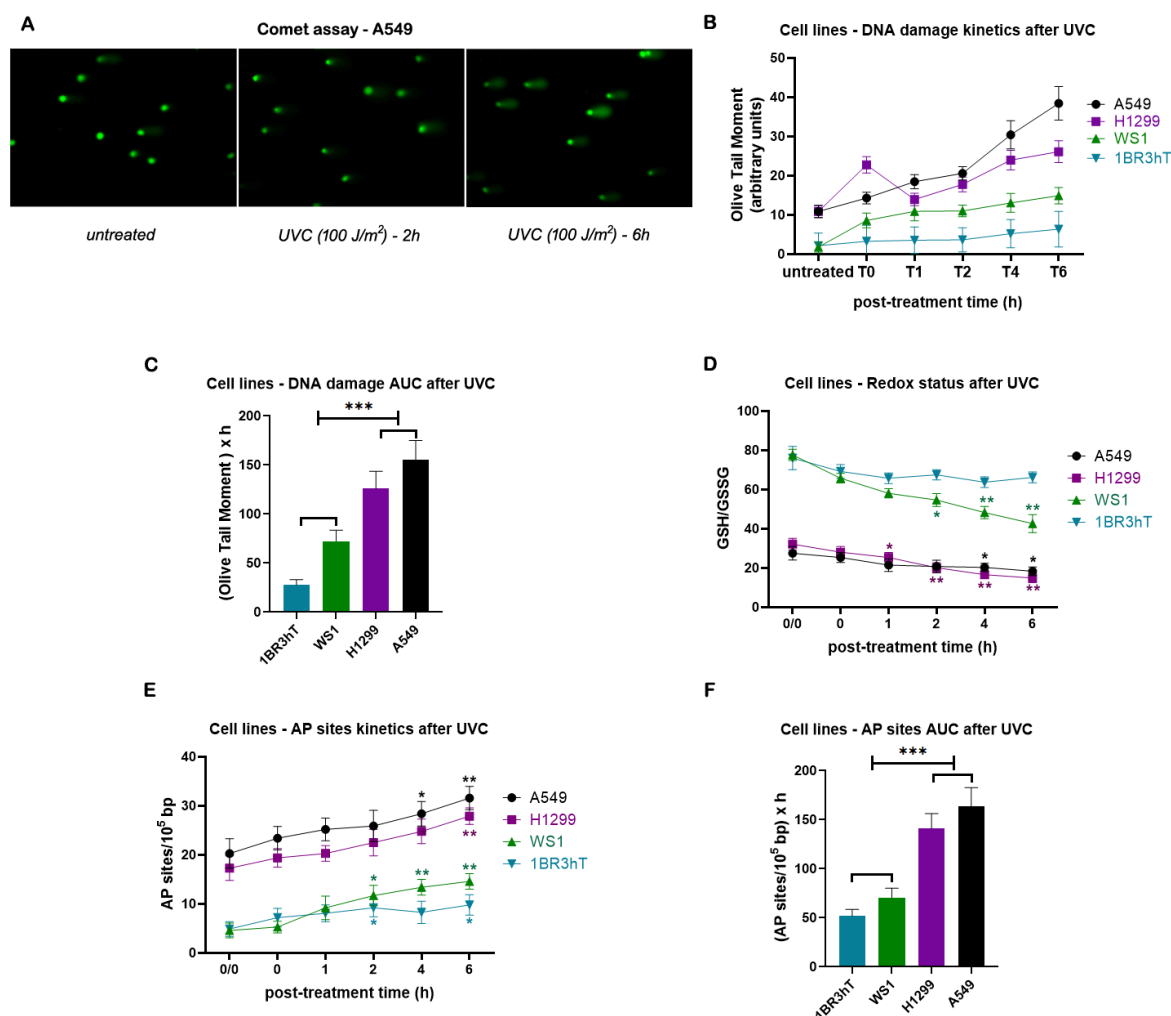 A
Comet assay - A549
untreated
UVC (100 J/m²) - 2h
UVC (100 J/m²) - 6h
B
Cell lines - DNA damage kinetics after UVC
Olive Tail Moment
(arbitrary units)
50
40
30
20
10
0
untreated T0 T1 T2 T4 T6
post-treatment time (h)
A549
H1299
WS1
1BR3hT
C
Cell lines - DNA damage AUC after UVC
(Olive Tail Moment ) x h
200
150
100
50
0
***
1BR3hT
WS1
H1299
A549
D
Cell lines - Redox status after UVC
GSH/GSSG
100
80
60
40
20
0
* ** **
* * *
** ** **
0/0 0 1 2 4 6
post-treatment time (h)
A549
H1299
WS1
1BR3hT
E
Cell lines - AP sites kinetics after UVC
AP sites/10⁵ bp
40
30
20
10
0
* **
**
* ** **
* *
0/0 0 1 2 4 6
post-treatment time (h)
A549
H1299
WS1
1BR3hT
F
Cell lines - AP sites AUC after UVC
(AP sites/10⁵ bp) x h
200
150
100
50
0
***
1BR3hT
WS1
H1299
A549